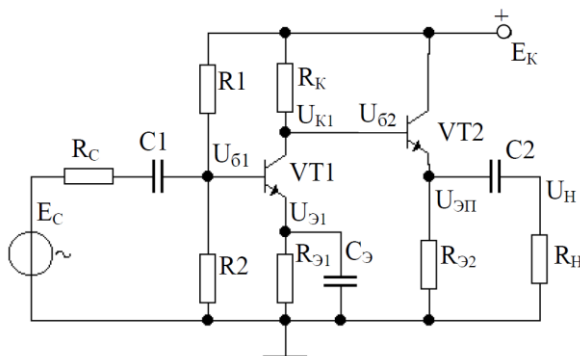 +
E_К
R1
R_К
U_К1
U_б2
VT2
R_С
C1
U_б1
VT1
C2
E_С
~
U_Э1
U_ЭП
U_Н
R2
R_Э1
C_Э
R_Э2
R_Н